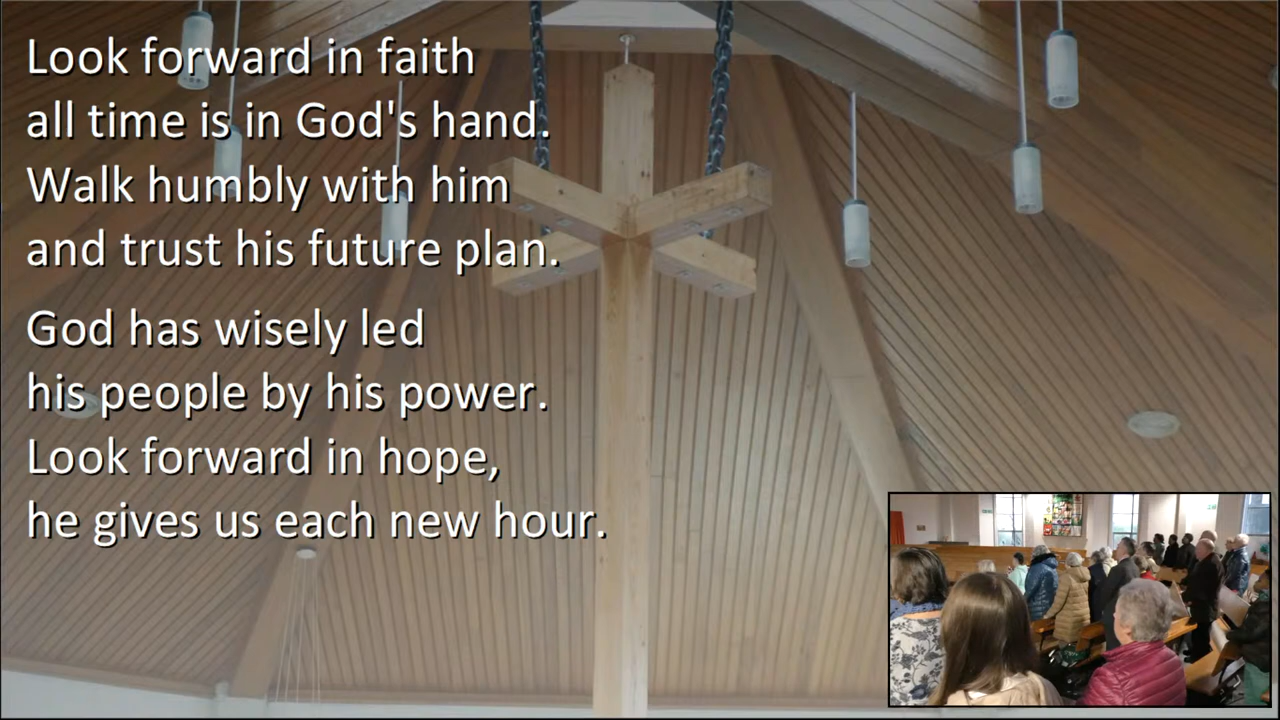 Look forward in faith
all time is in God's hand.
Walk humbly with him
and trust his future plan.
God has wisely led
his people by his power.
Look forward in hope,
he gives us each new hour.